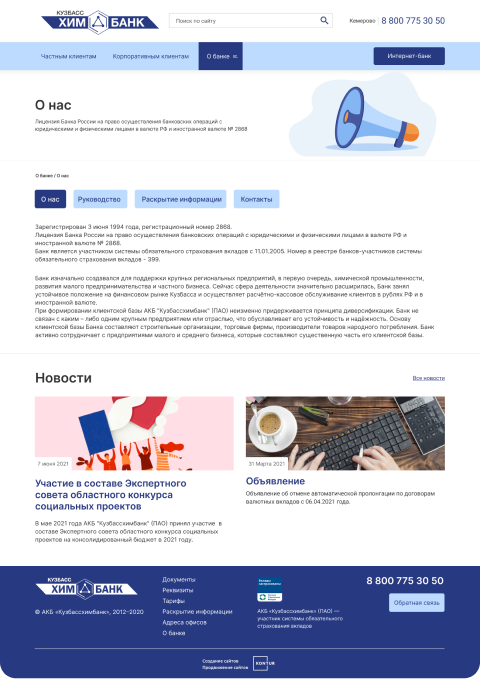 КУЗБАСС
ХИМ БАНК
Поиск по сайту
Кемерово : 8 800 775 30 50
Частным клиентам
Корпоративным клиентам
О банке
Интернет-банк
О нас
Лицензия Банка России на право осуществления банковских операций с
юридическими и физическими лицами в валюте РФ и иностранной валюте № 2868
О банке / О нас
О нас
Руководство
Раскрытие информации
Контакты
Зарегистрирован 3 июня 1994 года, регистрационный номер 2868.
Лицензия Банка России на право осуществления банковских операций с юридическими и физическими лицами в валюте РФ и
иностранной валюте № 2868.
Банк является участником системы обязательного страхования вкладов с 11.01.2005. Номер в реестре банков-участников системы
обязательного страхования вкладов - 399.
Банк изначально создавался для поддержки крупных региональных предприятий, в первую очередь, химической промышленности,
развития малого предпринимательства и частного бизнеса. Сейчас сфера деятельности значительно расширилась, Банк занял
устойчивое положение на финансовом рынке Кузбасса и осуществляет расчётно-кассовое обслуживание клиентов в рублях РФ и в
иностранной валюте.
При формировании клиентской базы АКБ "Кузбассхимбанк" (ПАО) неизменно придерживается принципа диверсификации. Банк не
связан с каким – либо одним крупным предприятием или отраслью, что обуславливает его устойчивость и надёжность. Основу
клиентской базы Банка составляют строительные организации, торговые фирмы, производители товаров народного потребления. Банк
активно сотрудничает с предприятиями малого и среднего бизнеса, которые составляют существенную часть его клиентской базы.
Новости
Все новости
7 июня 2021
Участие в составе Экспертного
совета областного конкурса
социальных проектов
В мае 2021 года АКБ "Кузбассхимбанк" (ПАО) принял участие в
составе Экспертного совета областного конкурса социальных
проектов на консолидированный бюджет в 2021 году.
31 Марта 2021
Объявление
Объявление об отмене автоматической пролонгации по договорам
валютных вкладов с 06.04.2021 года.
КУЗБАСС
ХИМ БАНК
© АКБ «Кузбассхимбанк», 2012–2020
Документы
Реквизиты
Тарифы
Раскрытие информации
Адреса офисов
О банке
АКБ «Кузбассхимбанк» (ПАО) —
участник системы обязательного
страхования вкладов
8 800 775 30 50
Обратная связь
Создание сайтов
Продвижение сайтов
КОНТUR